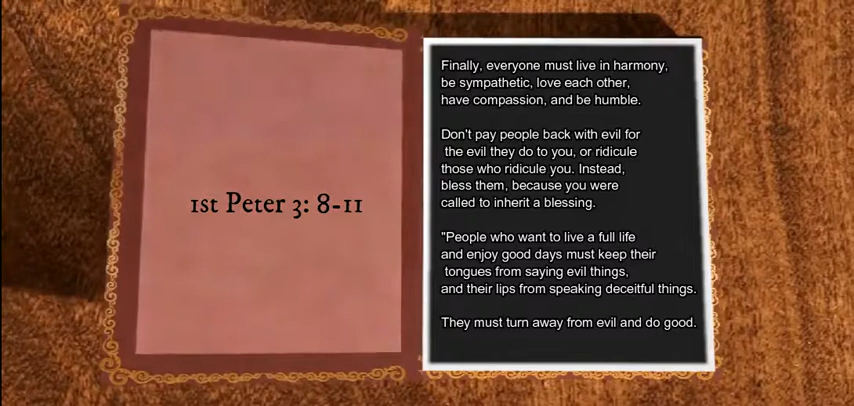 1st Peter 3: 8-11
Finally, everyone must live in harmony,
be sympathetic, love each other,
have compassion, and be humble.
Don't pay people back with evil for
the evil they do to you, or ridicule
those who ridicule you. Instead,
bless them, because you were
called to inherit a blessing.
"People who want to live a full life
and enjoy good days must keep their
tongues from saying evil things,
and their lips from speaking deceitful things.
They must turn away from evil and do good.